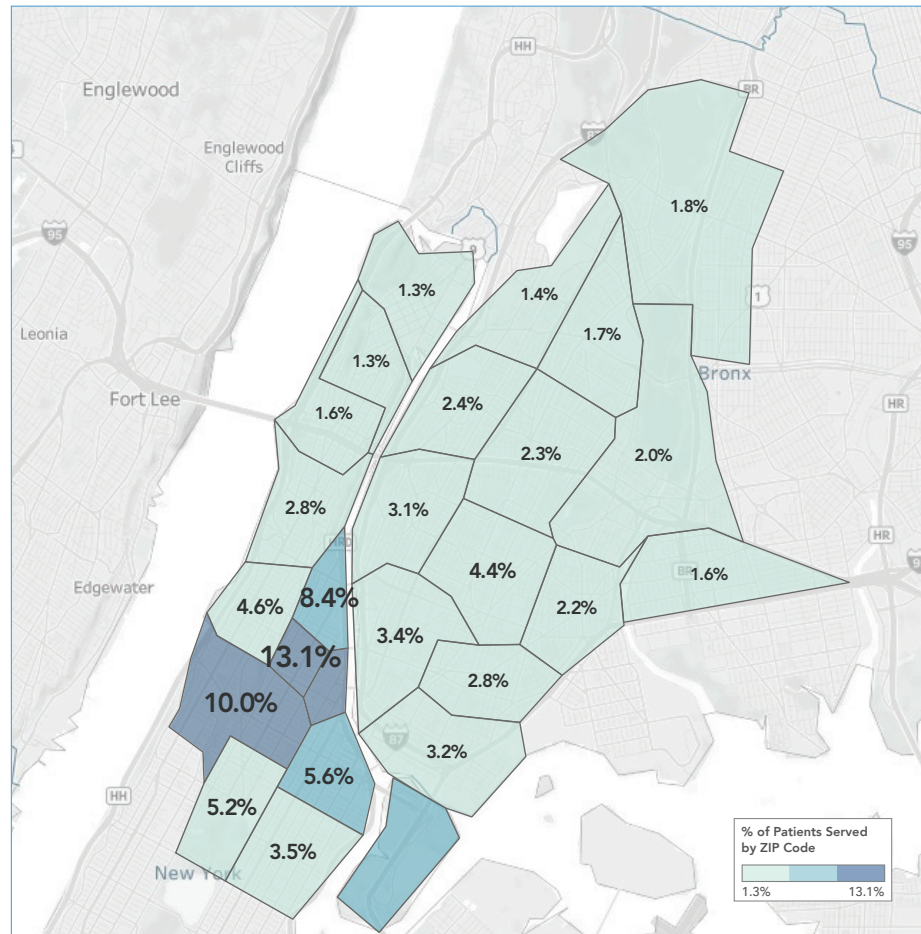 HH
BR
Englewood
87
Englewood
Cliffs
1.8%
95
9
95
1.3%
1.4%
1
Leonia
1.7%
1.3%
Bronx
Fort Lee
2.4%
HR
1.6%
2.3%
2.0%
2.8%
3.1%
HRD
HR
4.4%
BR
1.6%
Edgewater
8.4%
4.6%
2.2%
3.4%
13.1%
2.8%
10.0%
87
3.2%
5.6%
HH
5.2%
3.5%
New York
% of Patients Served
by ZIP Code
1.3%
13.1%